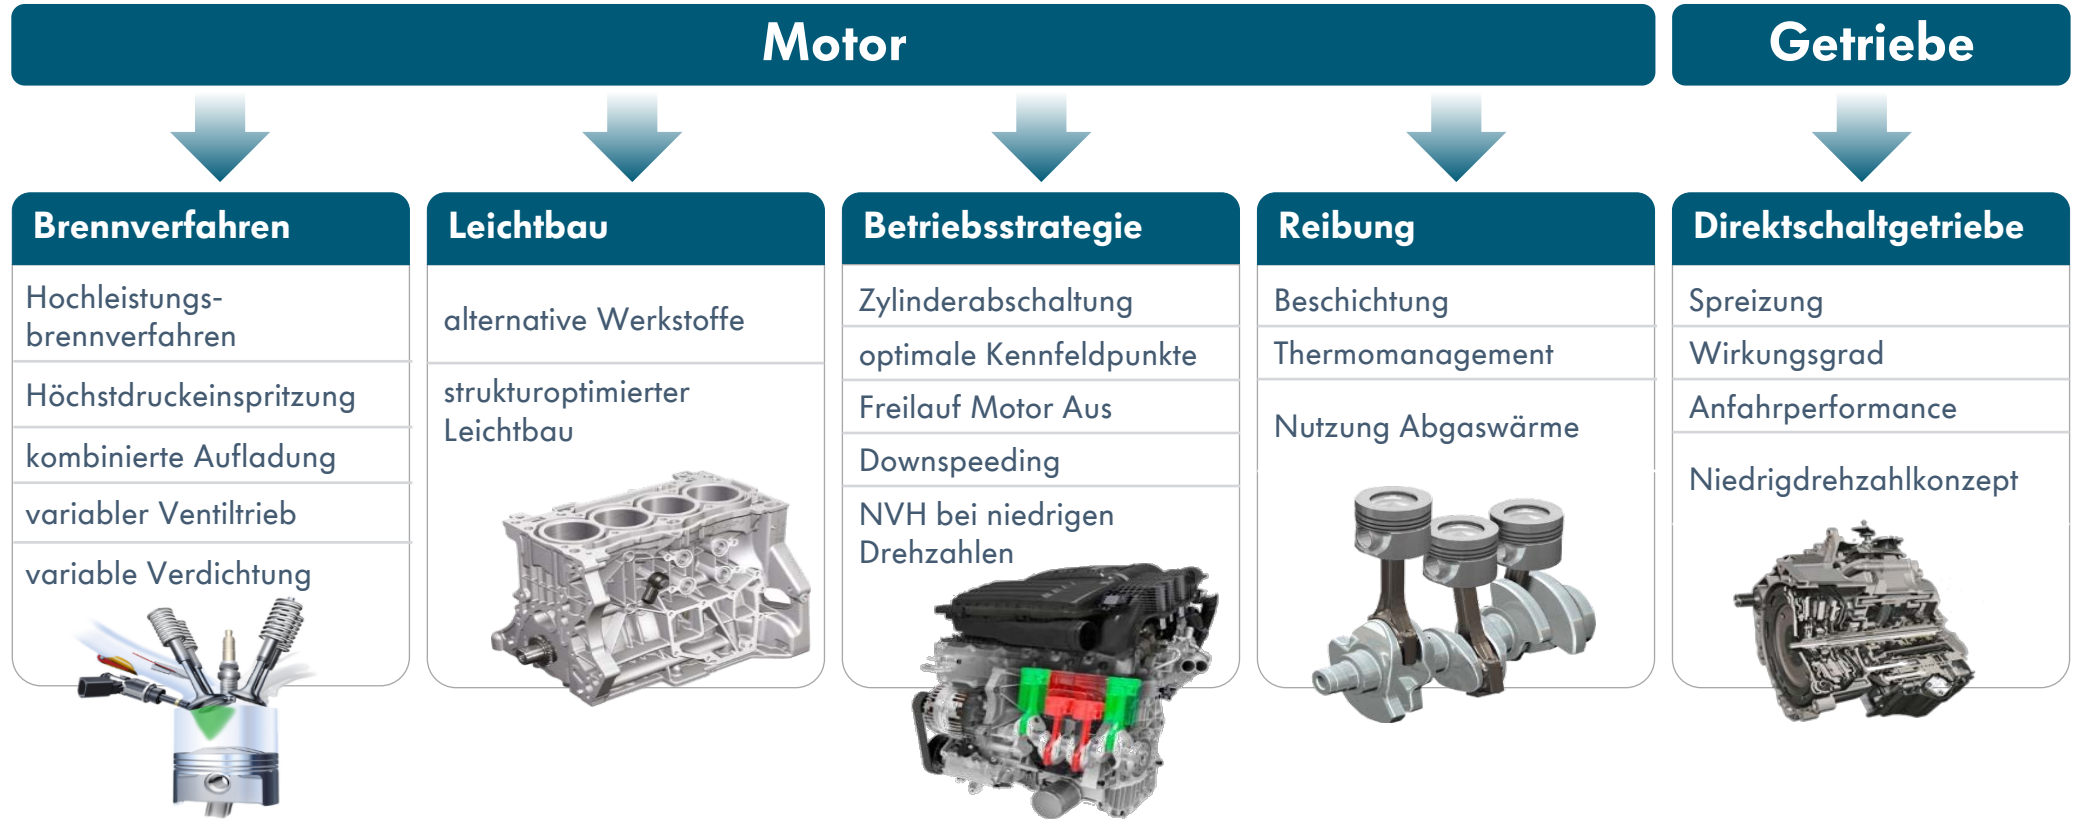 Motor
Getriebe
Brennverfahren
Hochleistungs-
brennverfahren
Höchstdruckeinspritzung
kombinierte Aufladung
variabler Ventiltrieb
variable Verdichtung
Leichtbau
alternative Werkstoffe
strukturoptimierter
Leichtbau
Betriebsstrategie
Zylinderabschaltung
optimale Kennfeldpunkte
Freilauf Motor Aus
Downspeeding
NVH bei niedrigen
Drehzahlen
Reibung
Beschichtung
Thermomanagement
Nutzung Abgaswärme
Direktschaltgetriebe
Spreizung
Wirkungsgrad
Anfahrperformance
Niedrigdrehzahlkonzept